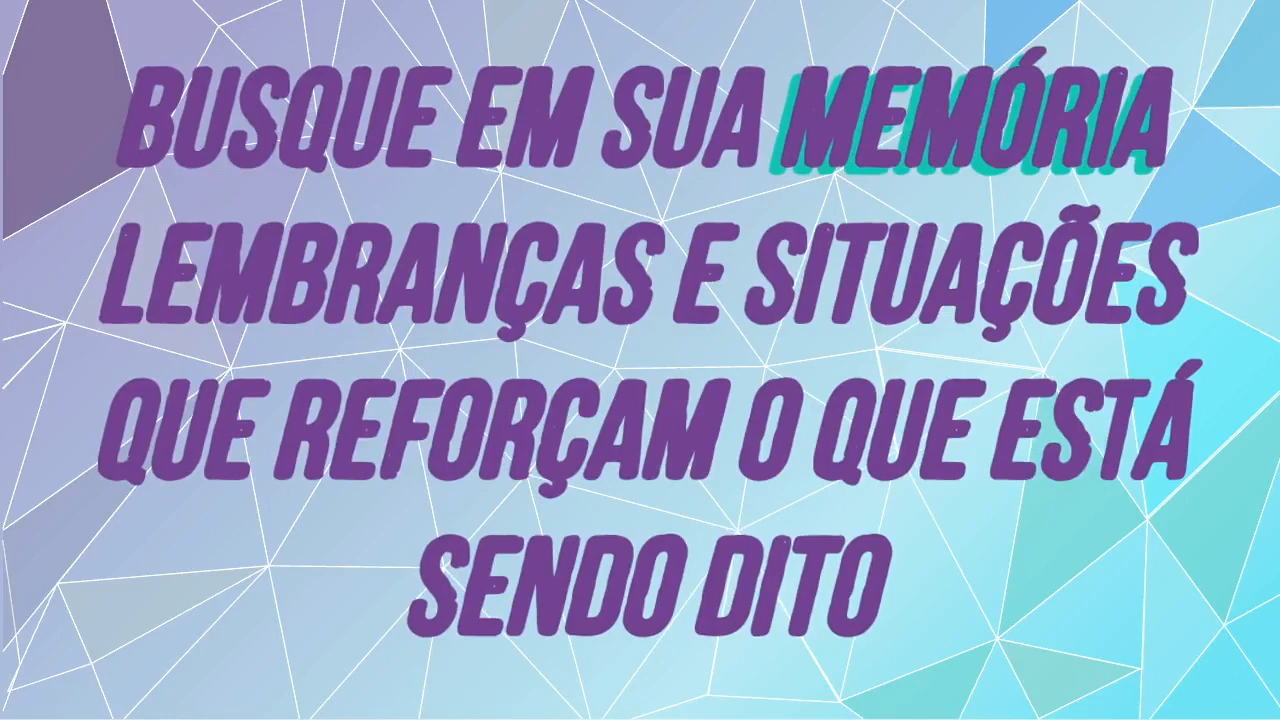 BUSQUE EM SUA MEMÓRIA
LEMBRANÇAS E SITUAÇÕES
QUE REFORÇAM O QUE ESTÁ
SENDO DITO